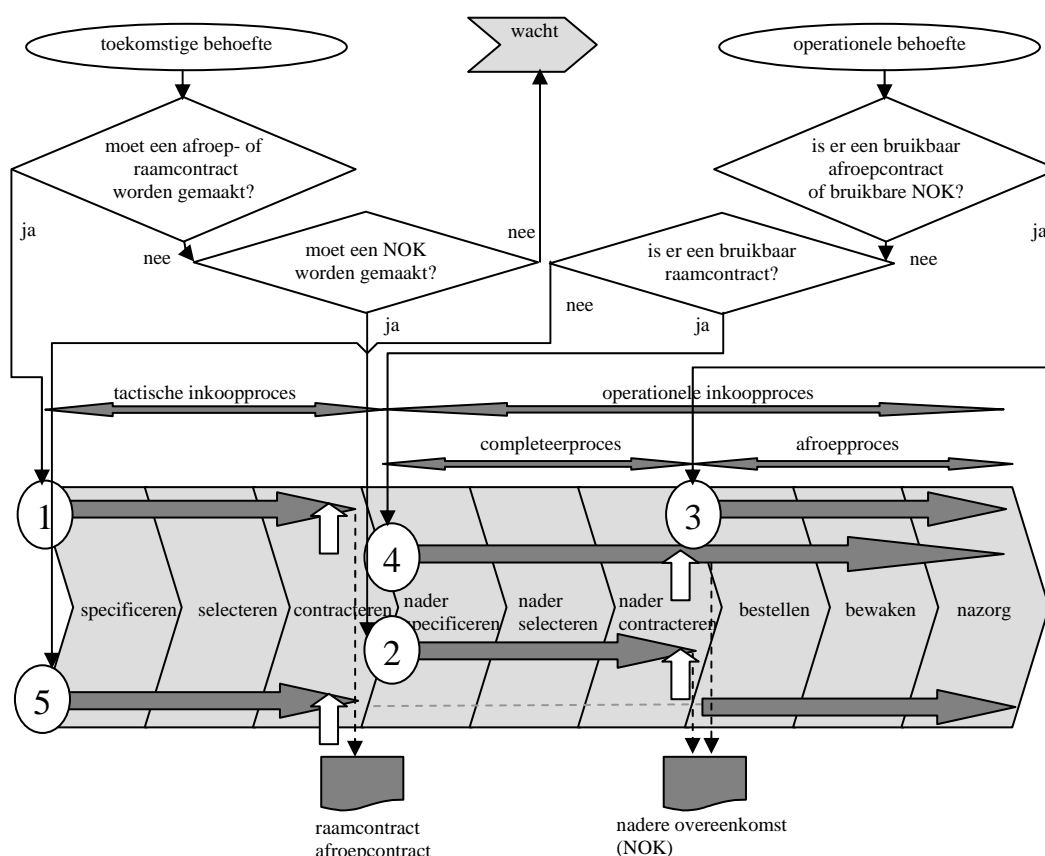 toekomstige behoefte
wacht
operationele behoefte
moet een afroep- of
raamcontract
worden gemaakt?
is er een bruikbaar
afroepcontract
of bruikbare NOK?
ja
nee
moet een NOK
worden gemaakt?
nee
is er een bruikbaar
raamcontract?
nee
ja
nee
ja
ja
tactische inkoopproces
operationele inkoopproces
completeerproces
afroepproces
1
3
4
specificeren
selecteren
contracteren
nader
specificeren
nader
selecteren
nader
contracteren
bestellen
bewaken
nazorg
2
5
raamcontract
afroepcontract
nadere overeenkomst
(NOK)